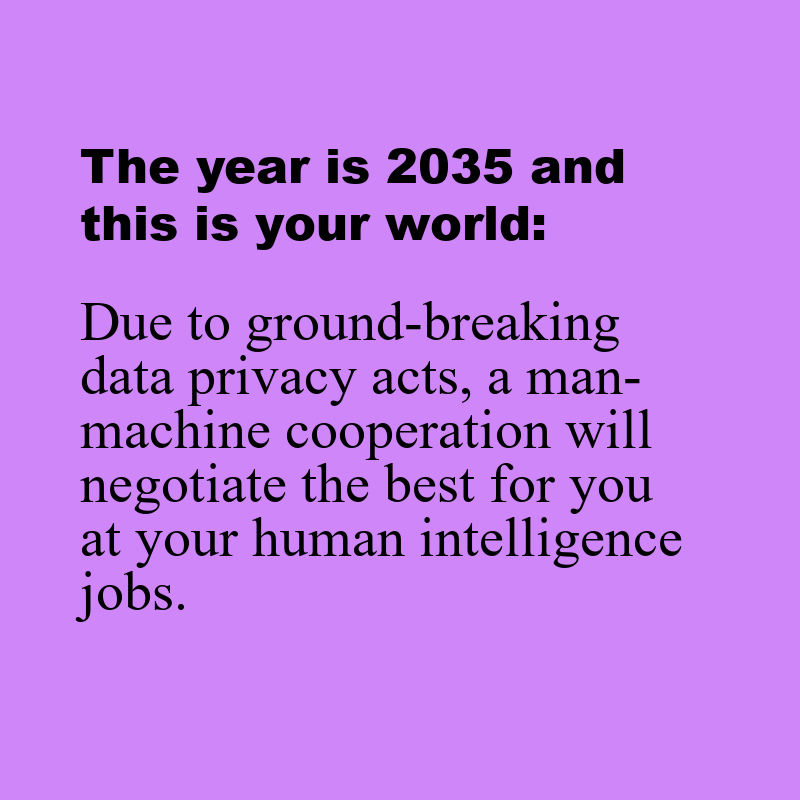 The year is 2035 and
this is your world:
Due to ground-breaking
data privacy acts, a man-
machine cooperation will
negotiate the best for you
at your human intelligence
jobs.